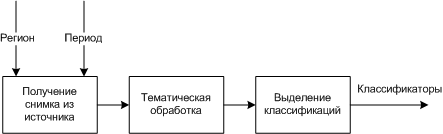 Регион
Период
Получение
снимка из
источника
Тематическая
обработка
Выделение
классификаций
Классификаторы